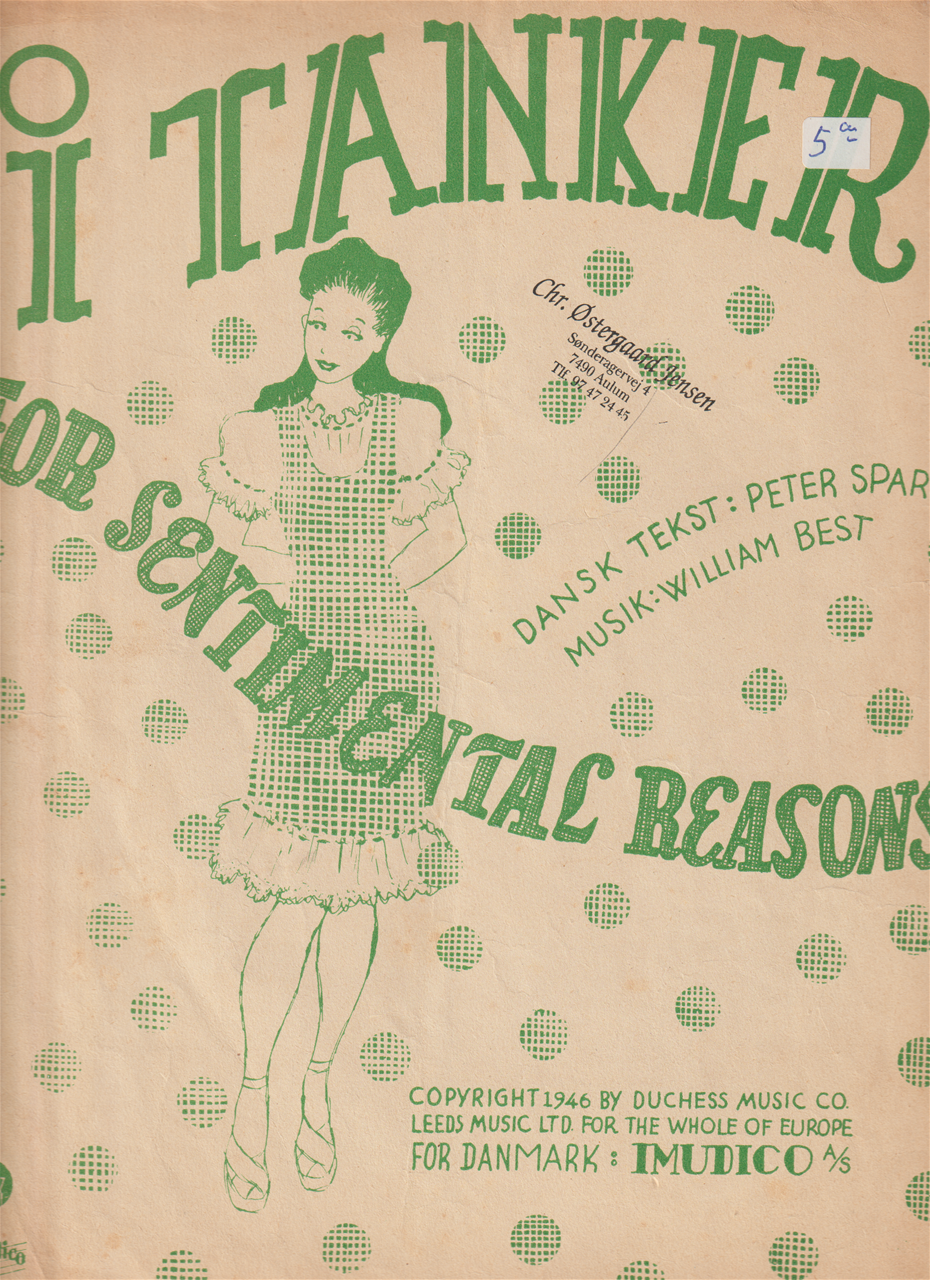 i TANKER
5
Chr. Østergaard Jensen
Sønderagervej 4
7490 Aulum
Tlf. 97 47 24 45
FOR SENTIMENTAL REASONS
DANSK TEKST: PETER SPAR
MUSIK: WILLIAM BEST
COPYRIGHT 1946 BY DUCHESS MUSIC CO.
LEEDS MUSIC LTD. FOR THE WHOLE OF EUROPE
FOR DANMARK: IMUDICO A/S